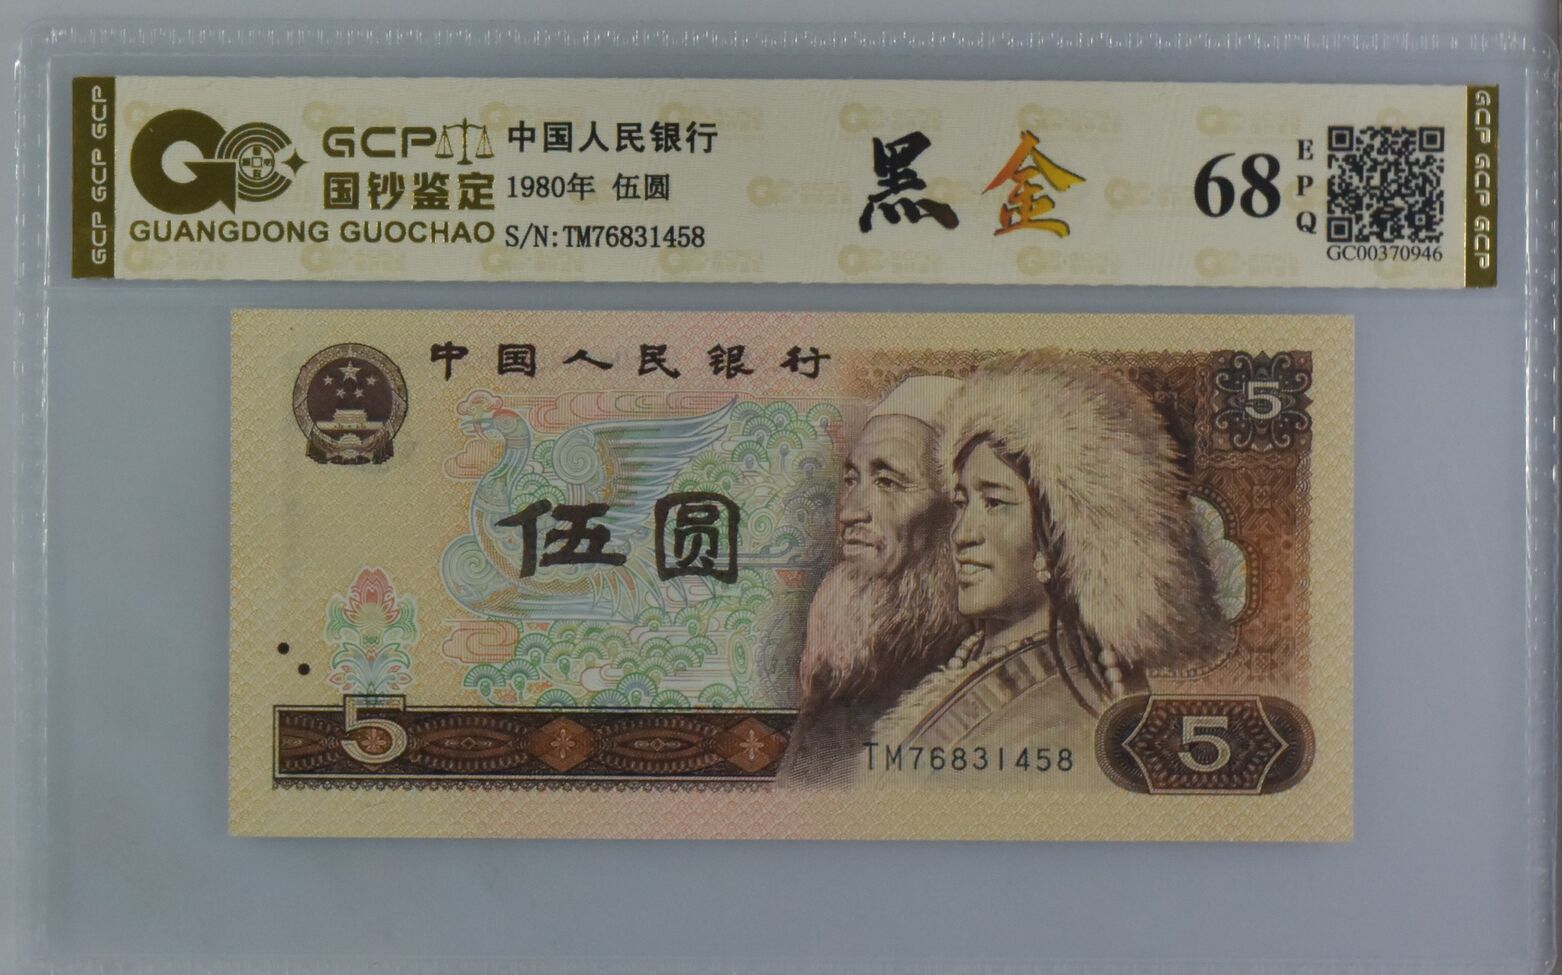 GCP GCP GCP
GCP
国钞鉴定
GUANGDONG GUOCHAO
中国人民银行
1980年 伍圆
S/N:TM76831458
黑金
68
EPQ
GC00370946
GCP GCP GCP
中国人民银行
5
伍圆
5
TM76831458
5